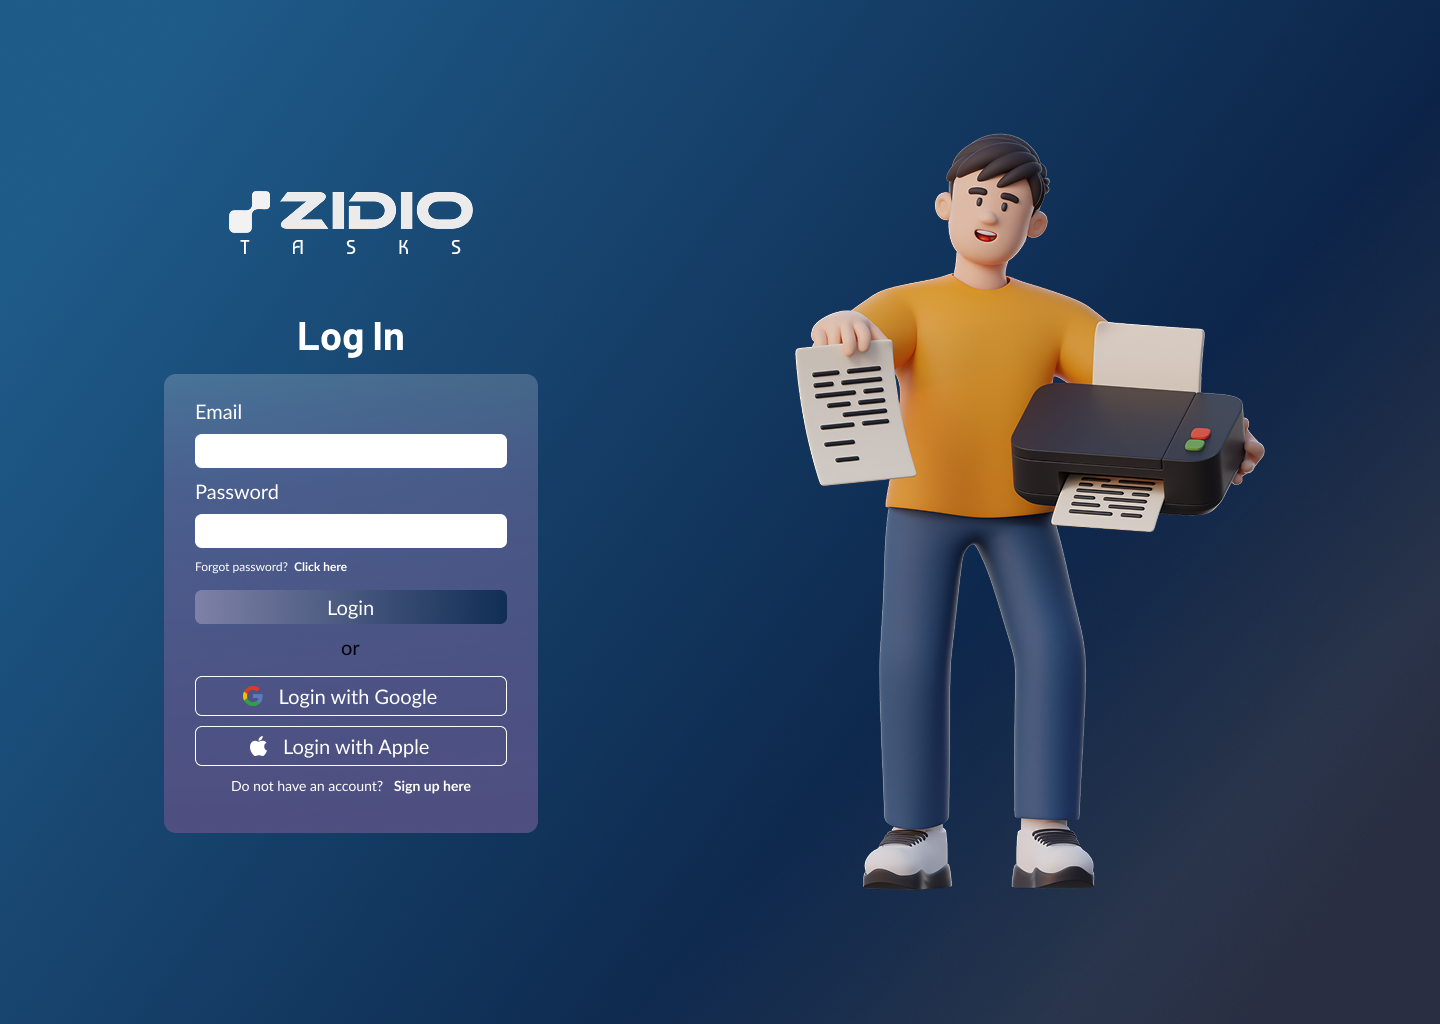 ZIDIO
TASKS
Log In
Email
Password
Forgot password? Click here
Login
or
Login with Google
Login with Apple
Do not have an account? Sign up here